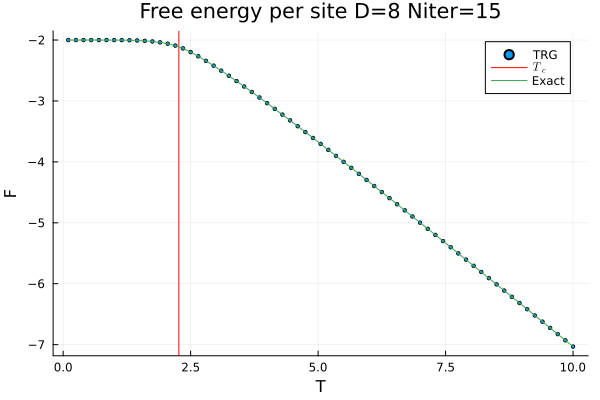 Free energy per site D=8 Niter=15
TRG
T_c
Exact
F
−2
−3
−4
−5
−6
−7
0.0 2.5 5.0 7.5 10.0
T